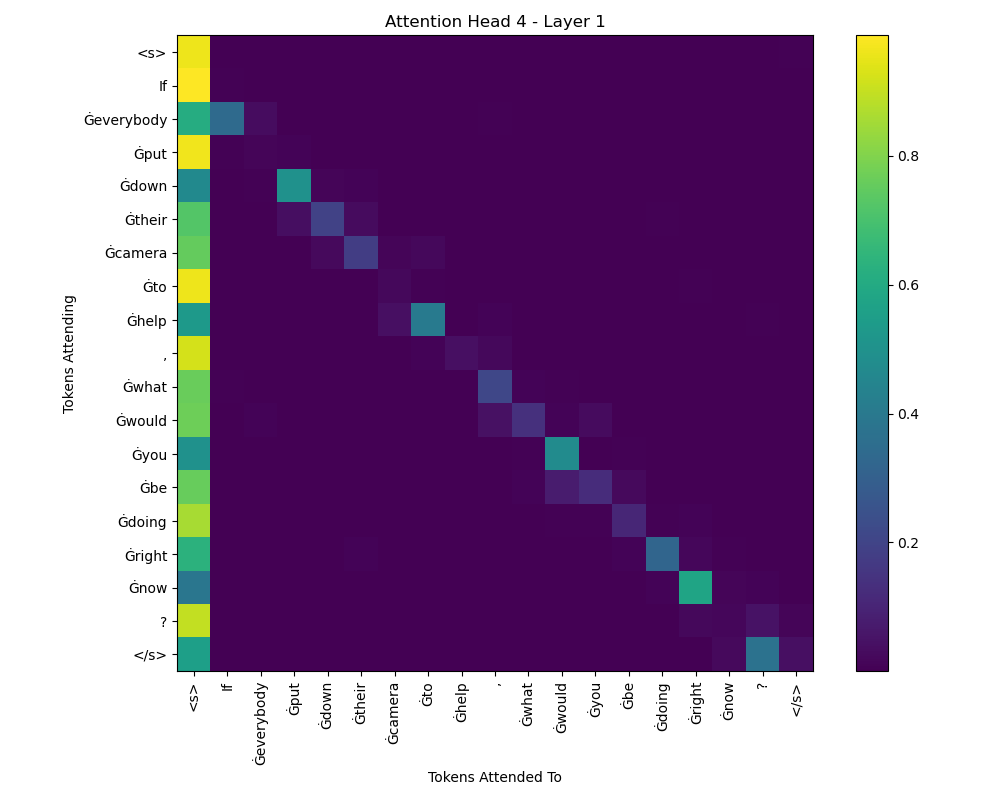 Attention Head 4 - Layer 1
Tokens Attending
<s>
If
Ġeverybody
Ġput
Ġdown
Ġtheir
Ġcamera
Ġto
Ġhelp
,
Ġwhat
Ġwould
Ġyou
Ġbe
Ġdoing
Ġright
Ġnow
?
</s>
<s>
If
Ġeverybody
Ġput
Ġdown
Ġtheir
Ġcamera
Ġto
Ġhelp
,
Ġwhat
Ġwould
Ġyou
Ġbe
Ġdoing
Ġright
Ġnow
?
</s>
Tokens Attended To
0.8
0.6
0.4
0.2